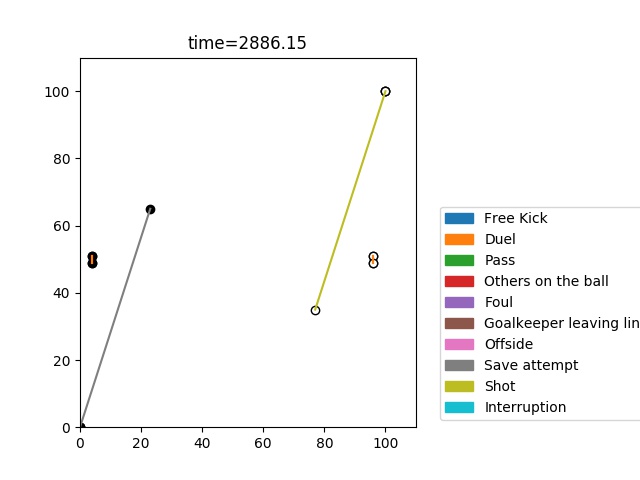 time=2886.15
100
80
60
40
20
0
0 20 40 60 80 100
Free Kick
Duel
Pass
Others on the ball
Foul
Goalkeeper leaving lin
Offside
Save attempt
Shot
Interruption